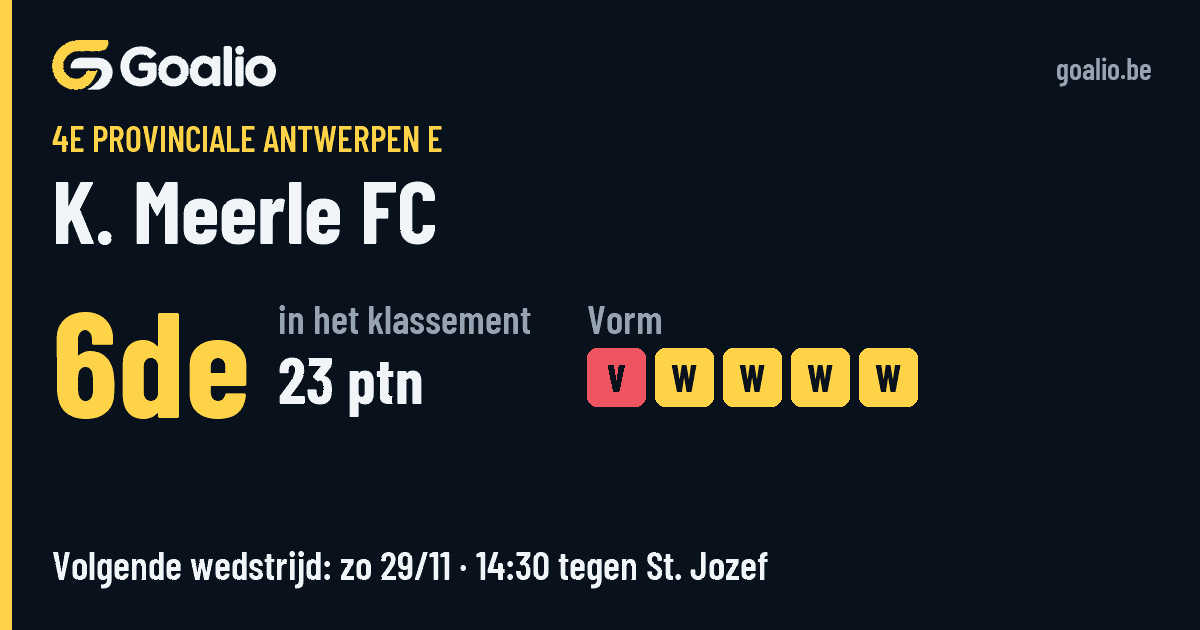 Goalio
goalio.be
4E PROVINCIALE ANTWERPEN E
K. Meerle FC
6de
in het klassement
23 ptn
Vorm
V W W W W
Volgende wedstrijd: zo 29/11 · 14:30 tegen St. Jozef